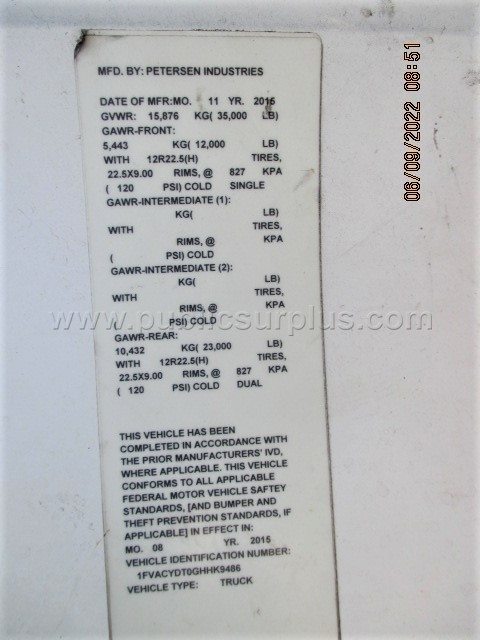 MFD. BY: PETERSEN INDUSTRIES
DATE OF MFR:MO. 11 YR. 2015
GVWR: 15,876 KG( 35,000 LB)
GAWR-FRONT:
5,443 KG( 12,000 LB)
WITH 12R22.5(H) TIRES,
22.5X9.00 RIMS, @ 827 KPA
( 120 PSI) COLD SINGLE
GAWR-INTERMEDIATE (1):
KG( LB)
WITH TIRES,
RIMS, @ KPA
( PSI) COLD
GAWR-INTERMEDIATE (2):
KG( LB)
WITH TIRES,
RIMS, @ KPA
( PSI) COLD
GAWR-REAR:
10,432 KG( 23,000 LB)
WITH 12R22.5(H) TIRES,
22.5X9.00 RIMS, @ 827 KPA
( 120 PSI) COLD DUAL
THIS VEHICLE HAS BEEN
COMPLETED IN ACCORDANCE WITH
THE PRIOR MANUFACTURERS' IVD,
WHERE APPLICABLE. THIS VEHICLE
CONFORMS TO ALL APPLICABLE
FEDERAL MOTOR VEHICLE SAFTEY
STANDARDS, [AND BUMPER AND
THEFT PREVENTION STANDARDS, IF
APPLICABLE] IN EFFECT IN:
MO. 08 YR. 2015
VEHICLE IDENTIFICATION NUMBER:
1FVACYDT0GHHK9486
VEHICLE TYPE: TRUCK
www.publicsurplus.com
06/09/2022 08:51